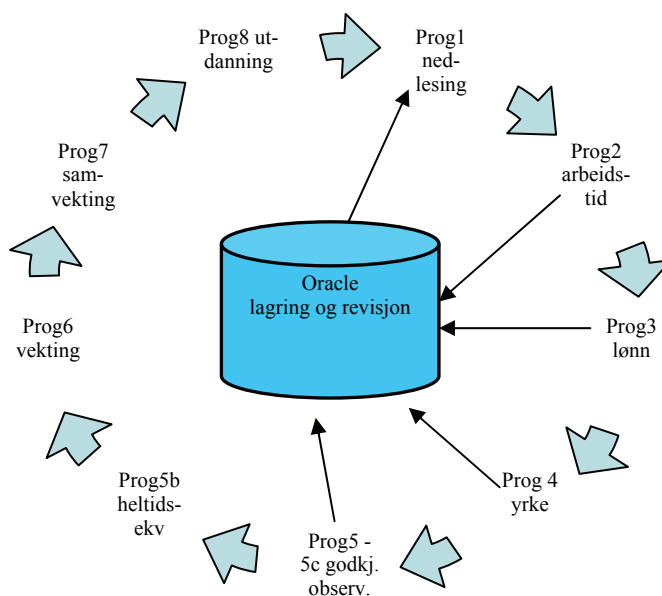 Prog8 ut-
danning
Prog1
ned-
lesing
Prog2
arbeids-
tid
Prog3
lønn
Prog 4
yrke
Prog5 -
5c godkj.
observ.
Prog5b
heltids-
ekv
Prog6
vekting
Prog7
sam-
vekting
Oracle
lagring og revisjon